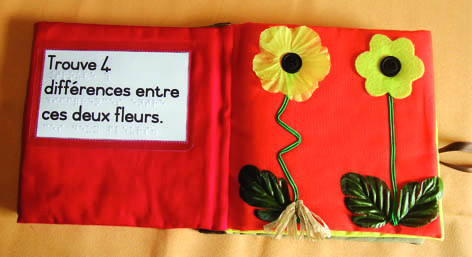 Trouve 4
différences entre
ces deux fleurs.